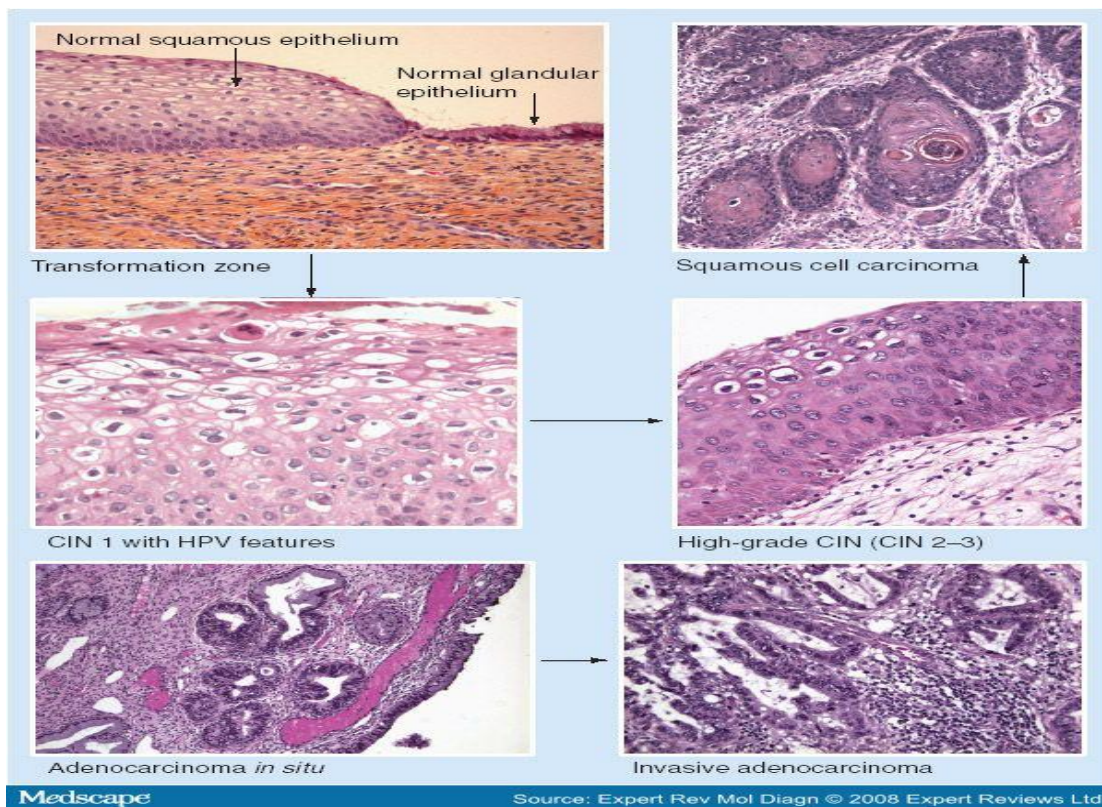 Normal squamous epithelium
Normal glandular
epithelium
Transformation zone
Squamous cell carcinoma
CIN 1 with HPV features
High-grade CIN (CIN 2–3)
Adenocarcinoma in situ
Invasive adenocarcinoma
Medscape
Source: Expert Rev Mol Diagn © 2008 Expert Reviews Ltd